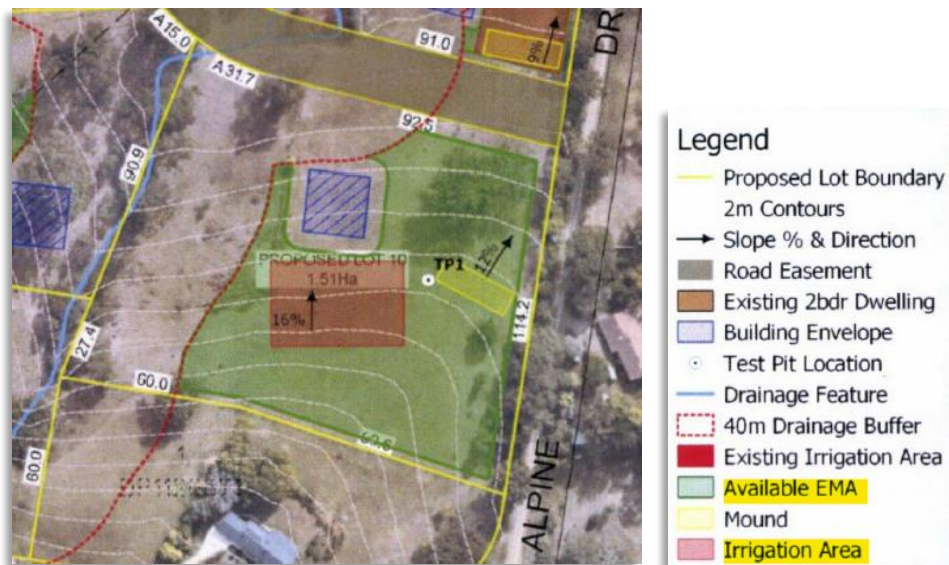 A15.0
A31.7
91.0
9%
DR
92.5
90.9
PROPOSED LOT 10
1.51Ha
TP1
12%
16%
114.2
27.4
60.0
60.0
ALPINE
Legend
Proposed Lot Boundary
2m Contours
Slope % & Direction
Road Easement
Existing 2bdr Dwelling
Building Envelope
Test Pit Location
Drainage Feature
40m Drainage Buffer
Existing Irrigation Area
Available EMA
Mound
Irrigation Area